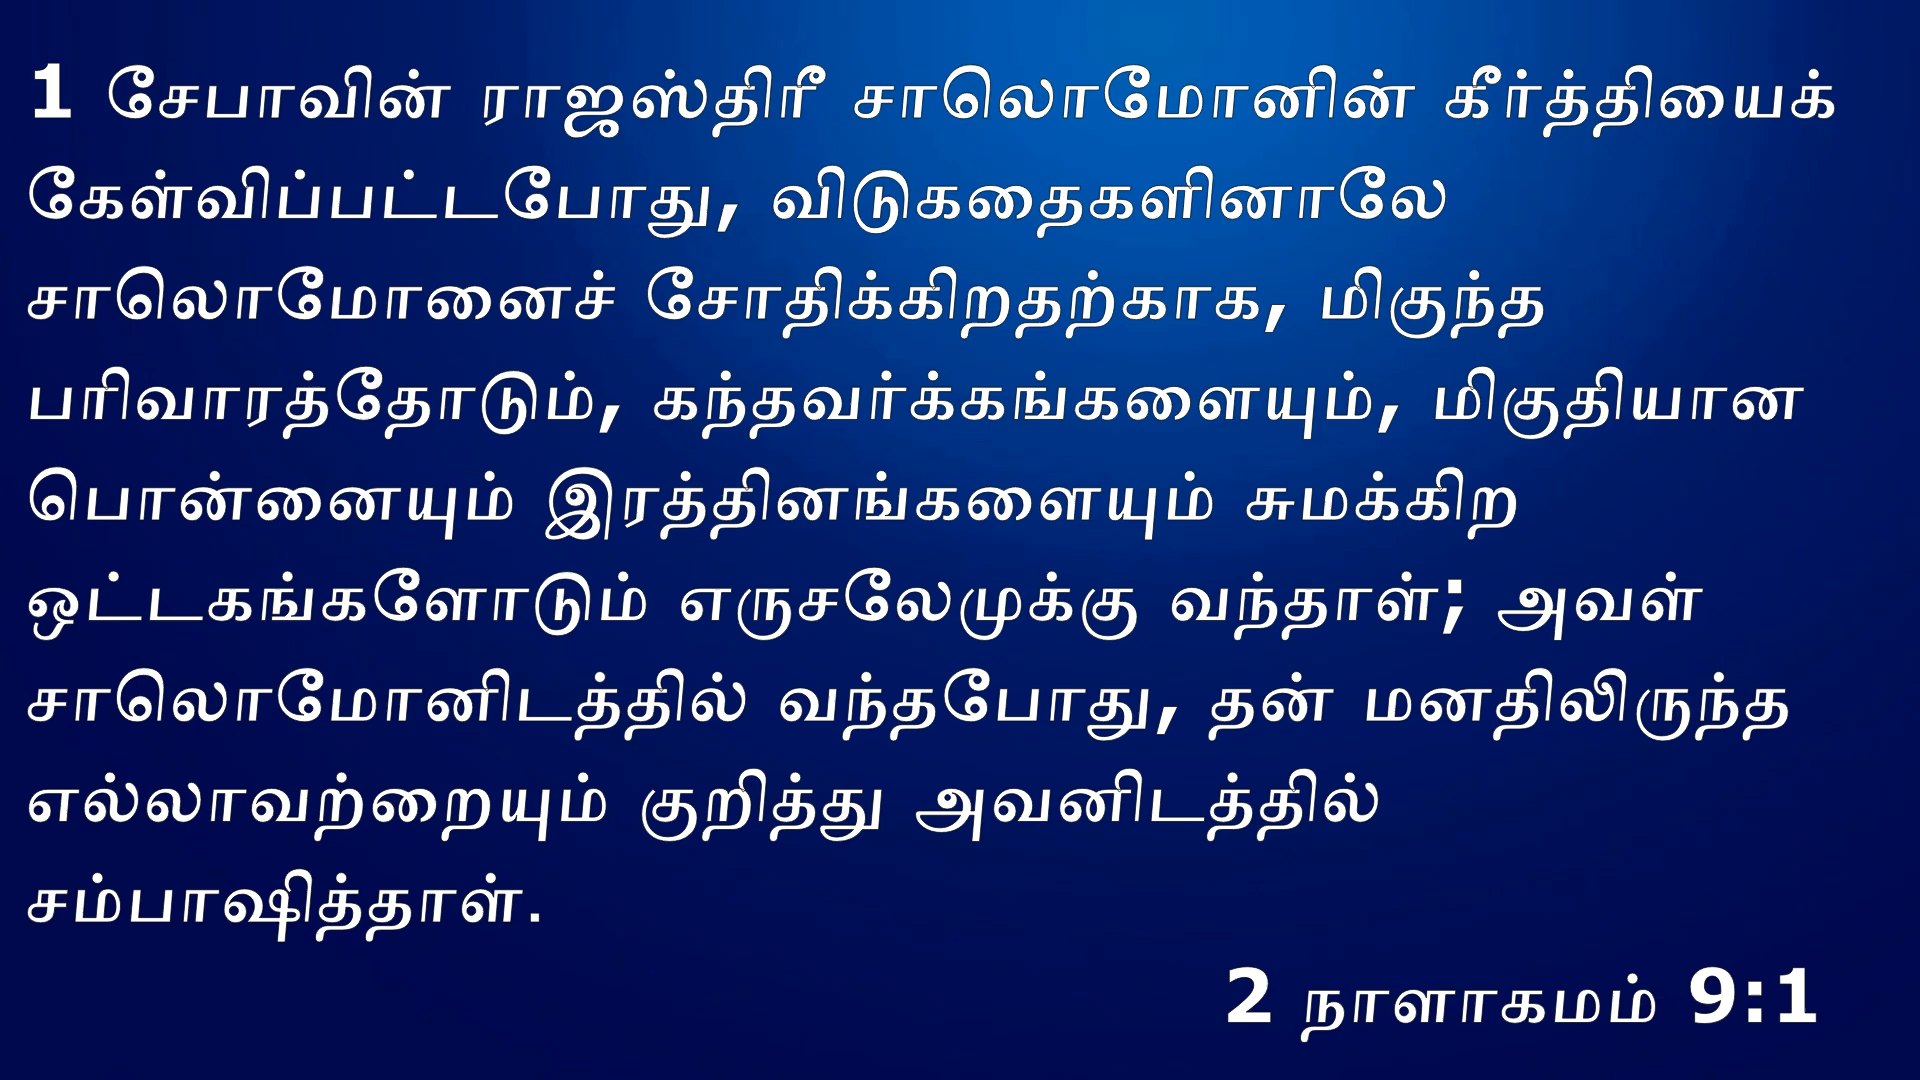 1 சேபாவின் ராஜஸ்திரீ சாலொமோனின் கீர்த்தியைக்
கேள்விப்பட்டபோது, விடுகதைகளினாலே
சாலொமோனைச் சோதிக்கிறதற்காக, மிகுந்த
பரிவாரத்தோடும், கந்தவர்க்கங்களையும், மிகுதியான
பொன்னையும் இரத்தினங்களையும் சுமக்கிற
ஒட்டகங்களோடும் எருசலேமுக்கு வந்தாள்; அவள்
சாலொமோனிடத்தில் வந்தபோது, தன் மனதிலிருந்த
எல்லாவற்றையும் குறித்து அவனிடத்தில்
சம்பாஷித்தாள்.
2 நாளாகமம் 9:1